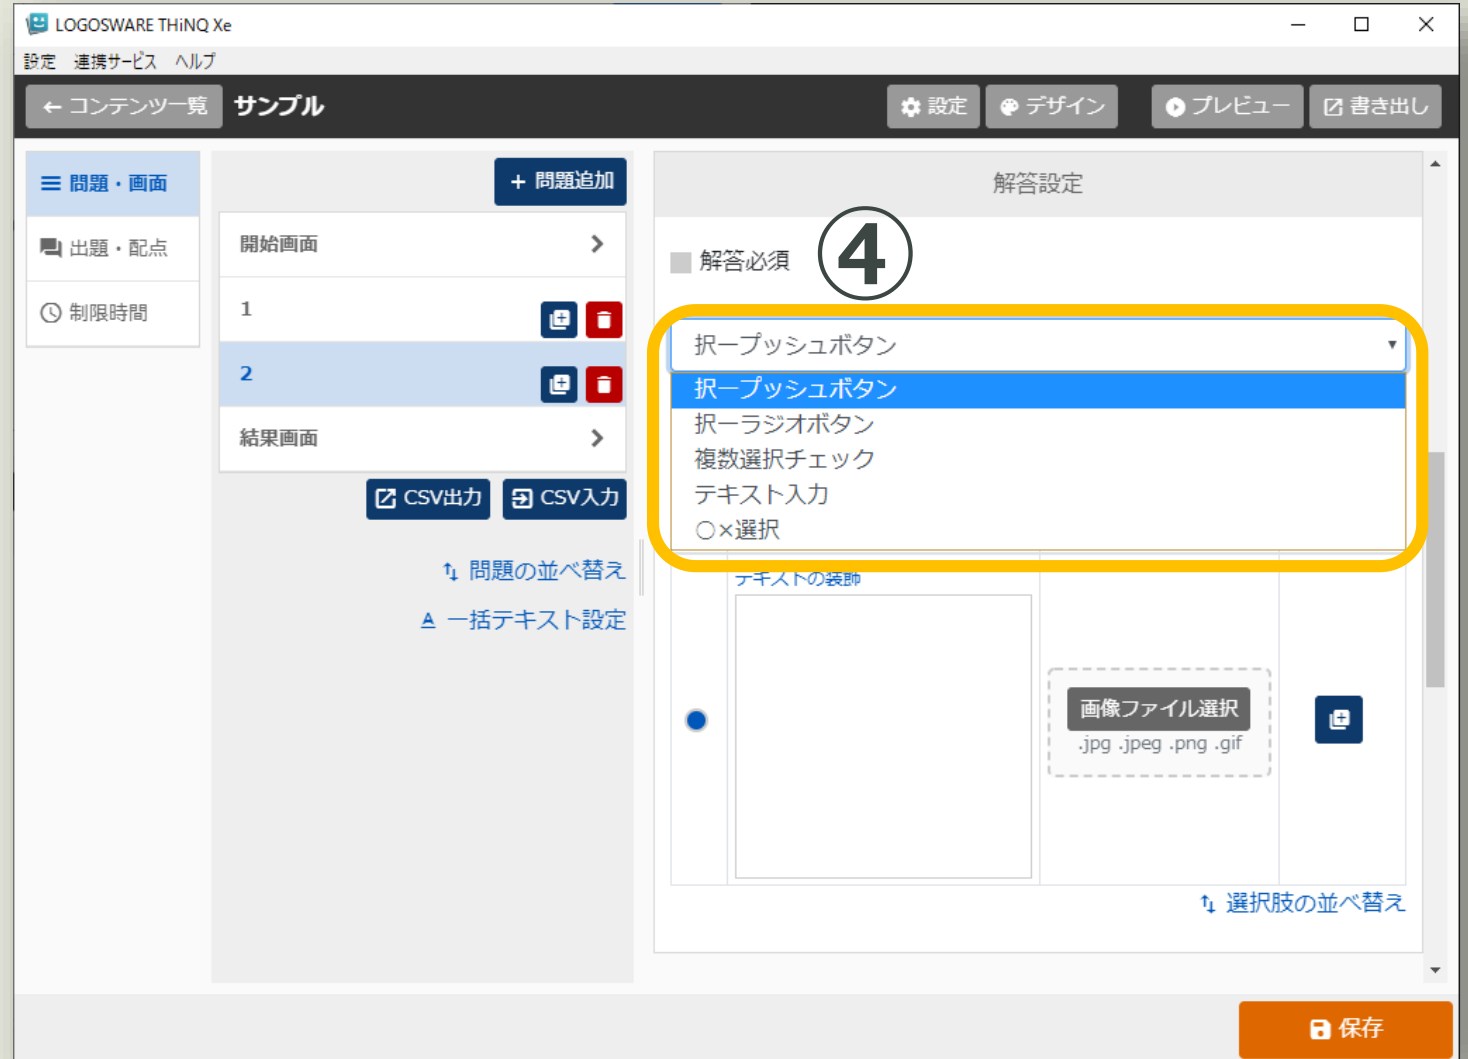 LOGOSWARE THiNQ Xe
設定 連携サービス ヘルプ
← コンテンツ一覧 サンプル 設定 デザイン プレビュー 書き出し
問題・画面
出題・配点
制限時間
+ 問題追加
開始画面
1
2
結果画面
CSV出力 CSV入力
問題の並べ替え
A 一括テキスト設定
解答設定
解答必須
④
択一プッシュボタン
択一プッシュボタン
択一ラジオボタン
複数選択チェック
テキスト入力
○×選択
テキストの装飾
画像ファイル選択
.jpg .jpeg .png .gif
選択肢の並べ替え
保存